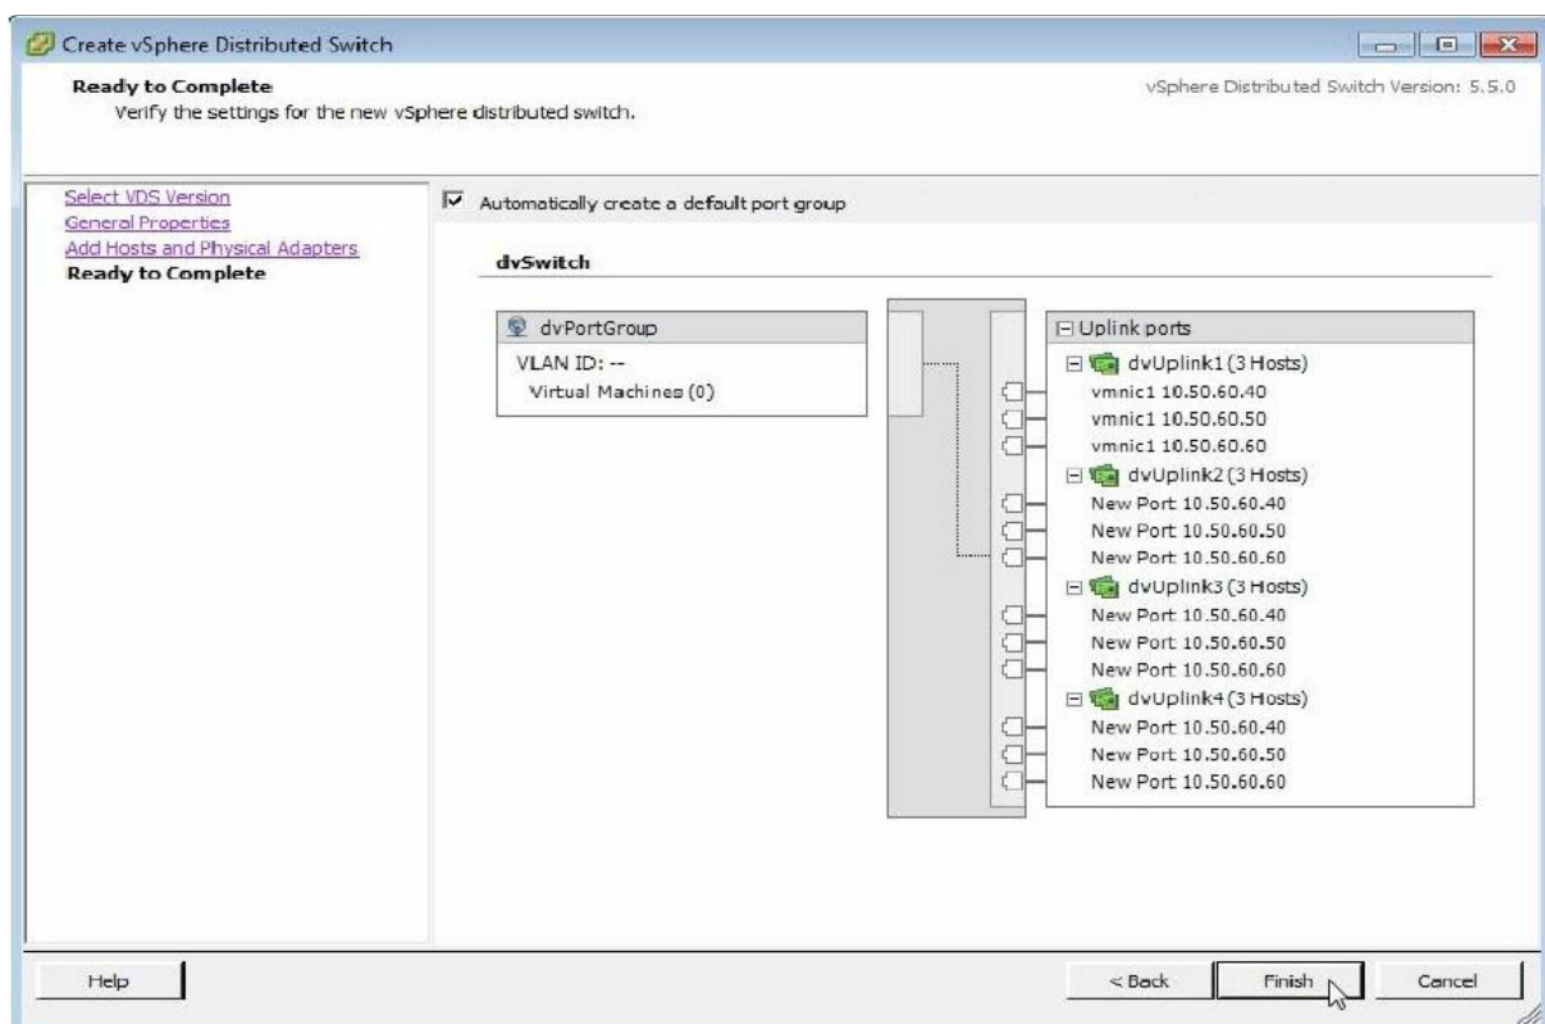 Create vSphere Distributed Switch
Ready to Complete
Verify the settings for the new vSphere distributed switch.
vSphere Distributed Switch Version: 5.5.0
Select VDS Version
General Properties
Add Hosts and Physical Adapters
Ready to Complete
Automatically create a default port group
dvSwitch
dvPortGroup
VLAN ID: --
Virtual Machines (0)
Uplink ports
dvUplink1 (3 Hosts)
vmnic1 10.50.60.40
vmnic1 10.50.60.50
vmnic1 10.50.60.60
dvUplink2 (3 Hosts)
New Port 10.50.60.40
New Port 10.50.60.50
New Port 10.50.60.60
dvUplink3 (3 Hosts)
New Port 10.50.60.40
New Port 10.50.60.50
New Port 10.50.60.60
dvUplink4 (3 Hosts)
New Port 10.50.60.40
New Port 10.50.60.50
New Port 10.50.60.60
Help
< Back
Finish
Cancel